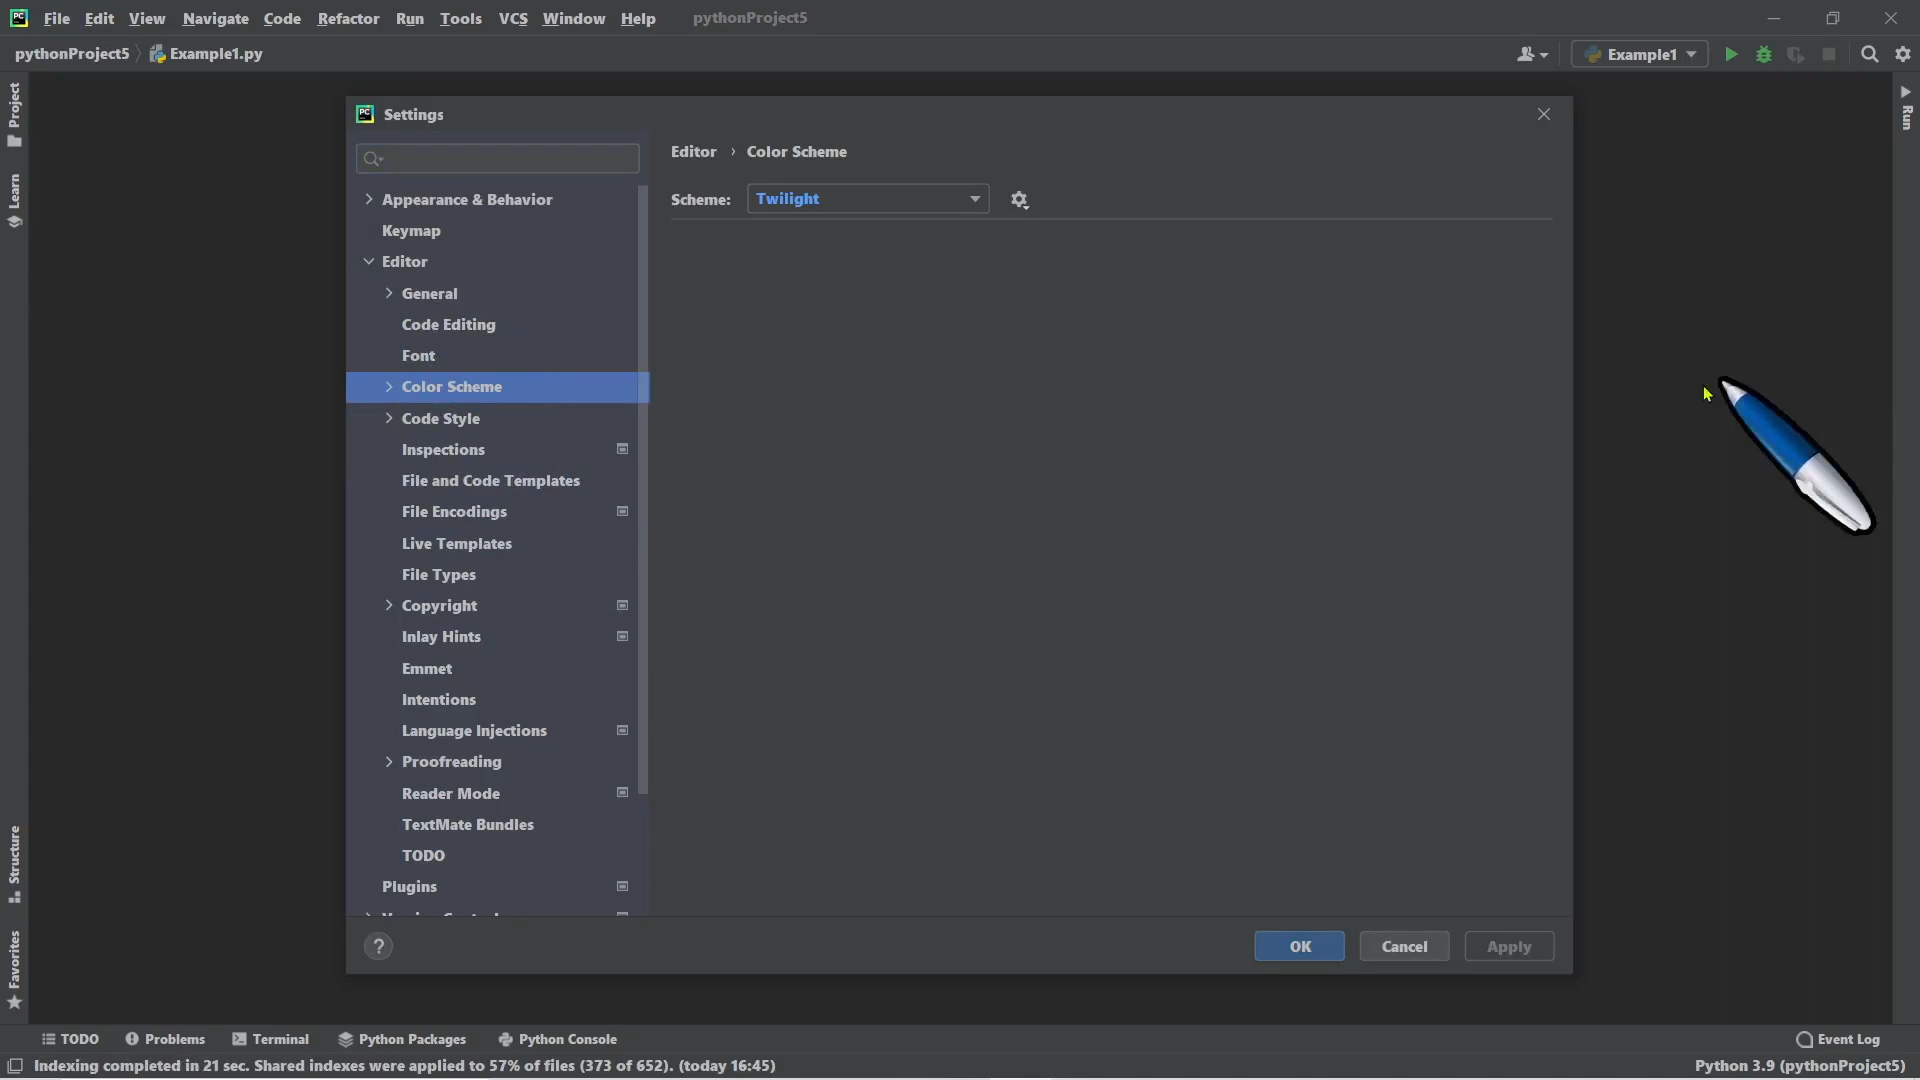 File Edit View Navigate Code Refactor Run Tools VCS Window Help pythonProject5
pythonProject5 Example1.py Example1
Project
Learn
Structure
Favorites
Run
PC Settings
Appearance & Behavior
Keymap
Editor
General
Code Editing
Font
Color Scheme
Code Style
Inspections
File and Code Templates
File Encodings
Live Templates
File Types
Copyright
Inlay Hints
Emmet
Intentions
Language Injections
Proofreading
Reader Mode
TextMate Bundles
TODO
Plugins
Editor › Color Scheme
Scheme: Twilight
? OK Cancel Apply
TODO Problems Terminal Python Packages Python Console Event Log
Indexing completed in 21 sec. Shared indexes were applied to 57% of files (373 of 652). (today 16:45) Python 3.9 (pythonProject5)